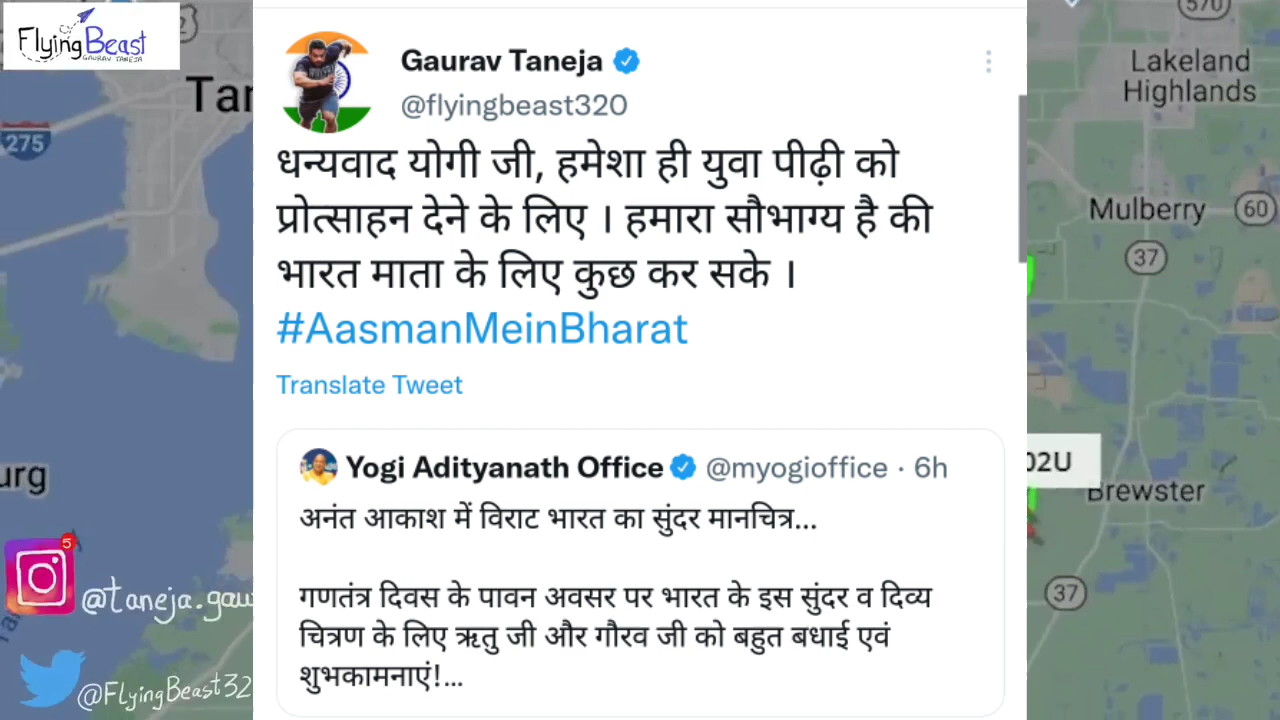 FlyingBeast
GAURAV TANEJA
275
Tar
urg
5
@taneja.gau
@FlyingBeast32
Gaurav Taneja
@flyingbeast320
धन्यवाद योगी जी, हमेशा ही युवा पीढ़ी को
प्रोत्साहन देने के लिए । हमारा सौभाग्य है की
भारत माता के लिए कुछ कर सके ।
#AasmanMeinBharat
Translate Tweet
Yogi Adityanath Office @myogioffice · 6h
अनंत आकाश में विराट भारत का सुंदर मानचित्र...
गणतंत्र दिवस के पावन अवसर पर भारत के इस सुंदर व दिव्य
चित्रण के लिए ऋतु जी और गौरव जी को बहुत बधाई एवं
शुभकामनाएं!...
570
Lakeland
Highlands
Mulberry
60
37
02U
Brewster
37